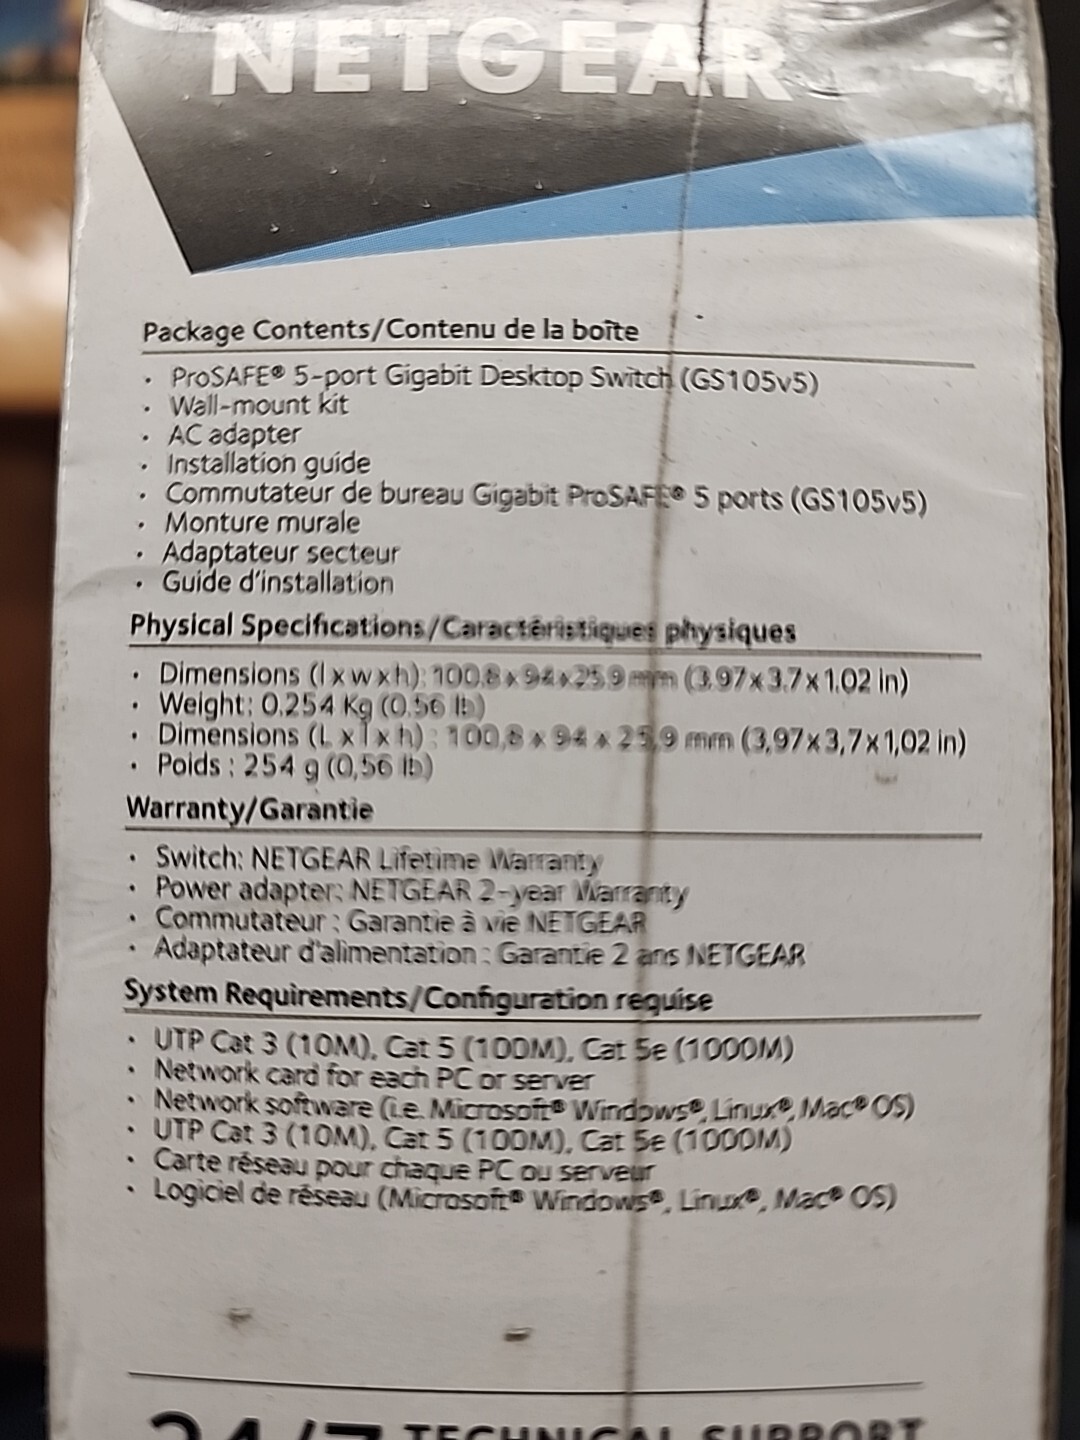 NETGEAR
Package Contents/Contenu de la boîte
· ProSAFE® 5-port Gigabit Desktop Switch (GS105v5)
· Wall-mount kit
· AC adapter
· Installation guide
· Commutateur de bureau Gigabit ProSAFE® 5 ports (GS105v5)
· Monture murale
· Adaptateur secteur
· Guide d'installation
Physical Specifications/Caractéristiques physiques
· Dimensions (l x w x h): 100.8 x 94 x 25.9 mm (3.97 x 3.7 x 1.02 in)
· Weight: 0.254 Kg (0.56 lb)
· Dimensions (L x l x h) : 100,8 x 94 x 25,9 mm (3,97 x 3,7 x 1,02 in)
· Poids : 254 g (0,56 lb)
Warranty/Garantie
· Switch: NETGEAR Lifetime Warranty
· Power adapter: NETGEAR 2-year Warranty
· Commutateur : Garantie à vie NETGEAR
· Adaptateur d'alimentation : Garantie 2 ans NETGEAR
System Requirements/Configuration requise
· UTP Cat 3 (10M), Cat 5 (100M), Cat 5e (1000M)
· Network card for each PC or server
· Network software (i.e. Microsoft® Windows®, Linux®, Mac® OS)
· UTP Cat 3 (10M), Cat 5 (100M), Cat 5e (1000M)
· Carte réseau pour chaque PC ou serveur
· Logiciel de réseau (Microsoft® Windows®, Linux®, Mac® OS)
24/7 TECHNICAL SUPPORT